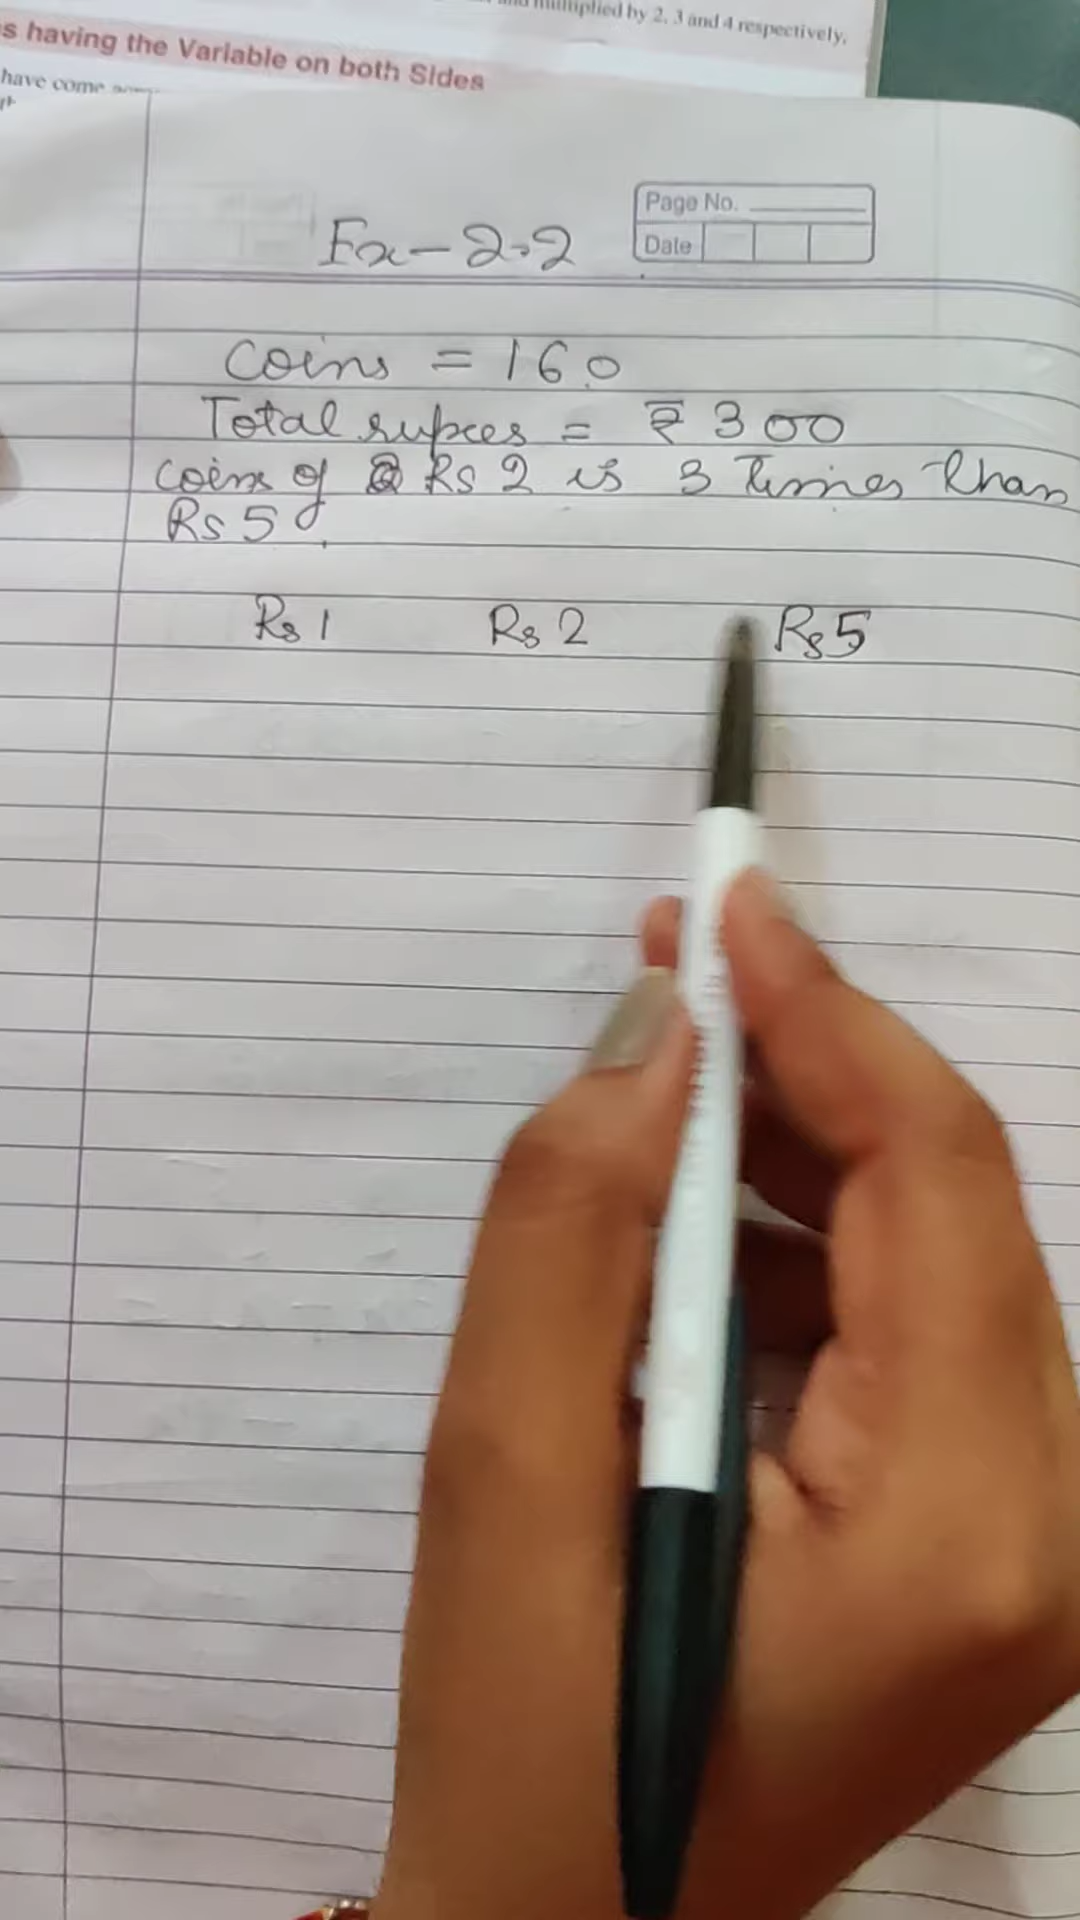 multiplied by 2, 3 and 4 respectively.
s having the Variable on both Sides
have come
Page No.
Ex-2.2
Date
Coins = 160
Total rupees = ₹ 300
coins of Rs 2 is 3 times than
Rs 5
Rs 1 Rs 2 Rs 5